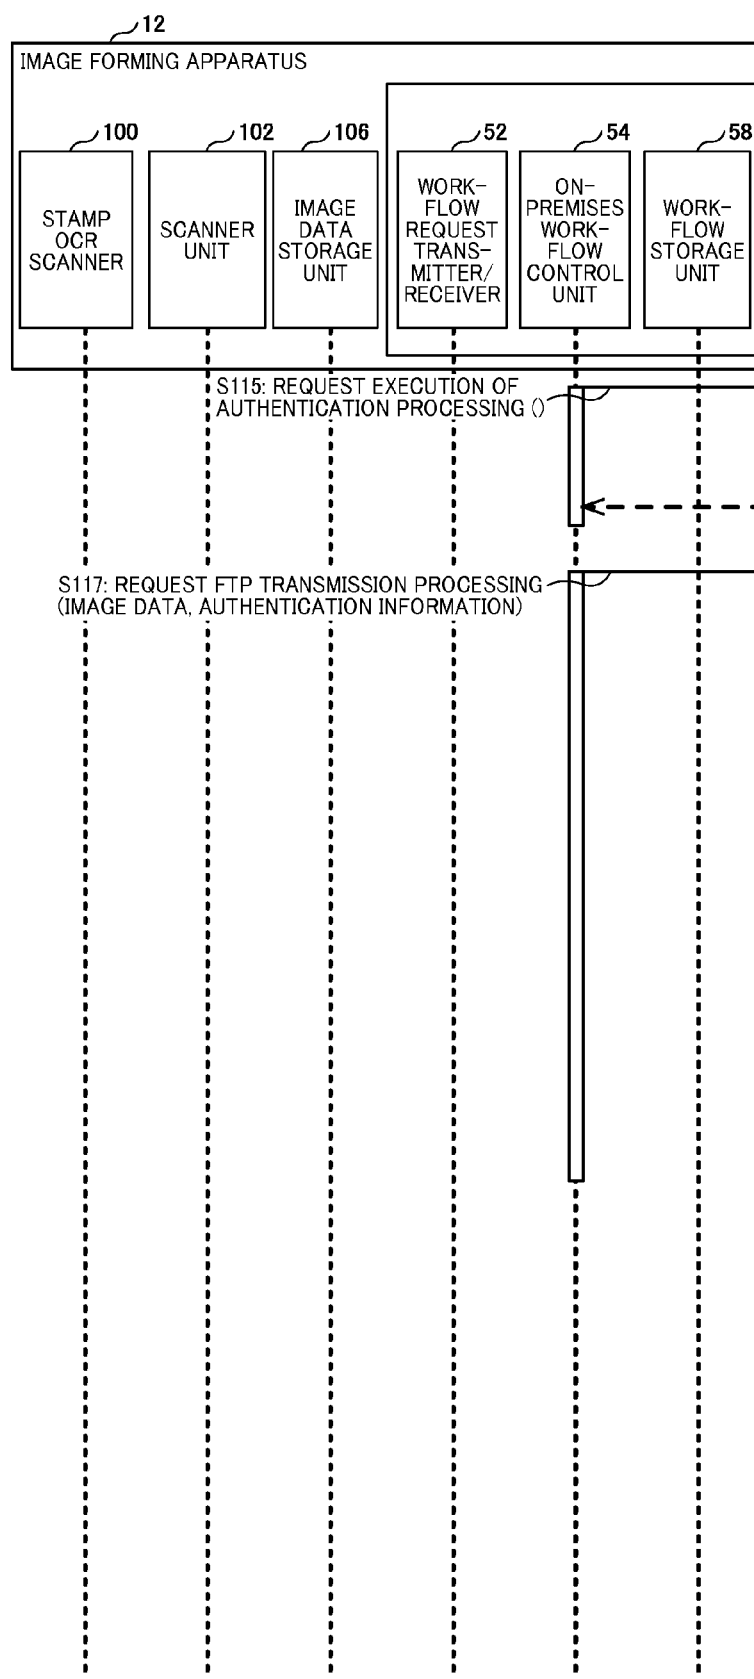 12
IMAGE FORMING APPARATUS
100
102
106
52
54
58
STAMP
OCR
SCANNER
SCANNER
UNIT
IMAGE
DATA
STORAGE
UNIT
WORK-
FLOW
REQUEST
TRANS-
MITTER/
RECEIVER
ON-
PREMISES
WORK-
FLOW
CONTROL
UNIT
WORK-
FLOW
STORAGE
UNIT
S115: REQUEST EXECUTION OF
AUTHENTICATION PROCESSING ()
S117: REQUEST FTP TRANSMISSION PROCESSING
(IMAGE DATA, AUTHENTICATION INFORMATION)